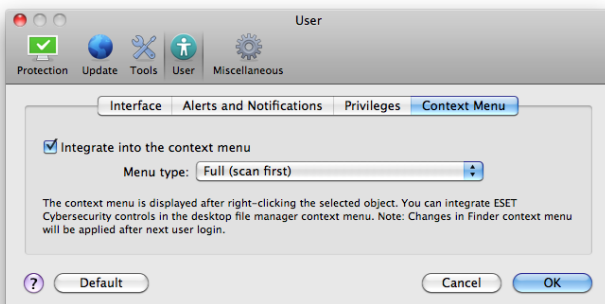 User
Protection Update Tools User Miscellaneous
Interface Alerts and Notifications Privileges Context Menu
Integrate into the context menu
Menu type: Full (scan first)
The context menu is displayed after right-clicking the selected object. You can integrate ESET
Cybersecurity controls in the desktop file manager context menu. Note: Changes in Finder context menu
will be applied after next user login.
? Default Cancel OK